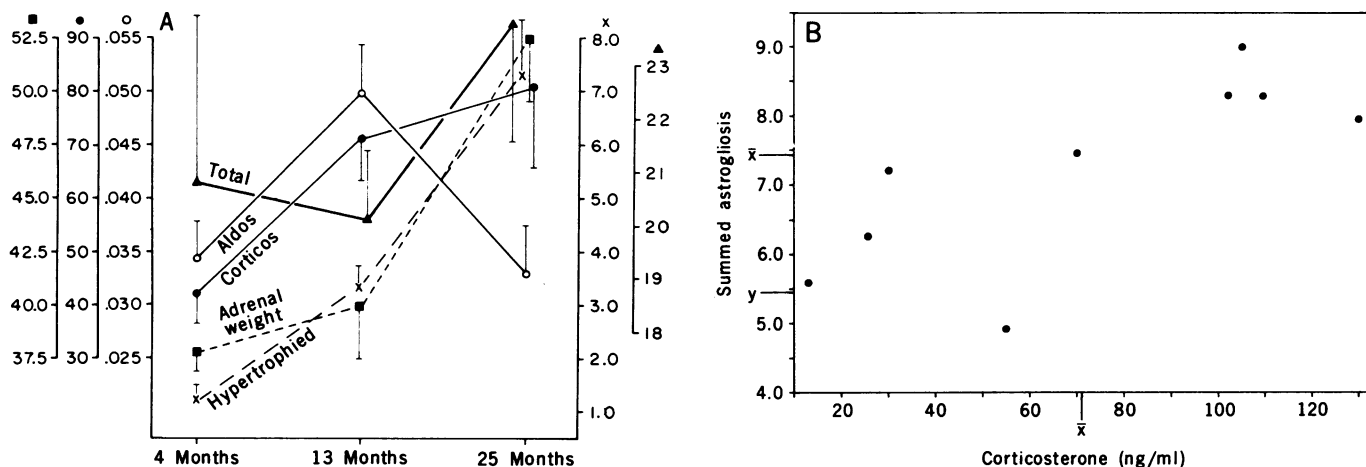 A
52.5 90 .055
50.0 80 .050
47.5 70 .045
45.0 60 .040
42.5 50 .035
40.0 40 .030
37.5 30 .025
x
8.0
7.0
6.0
5.0
4.0
3.0
2.0
1.0
23
22
21
20
19
18
Total
Aldos
Corticos
Adrenal
weight
Hypertrophied
4 Months 13 Months 25 Months
B
Summed astrogliosis
9.0
8.0
x̄
7.0
6.0
y
5.0
4.0
20 40 60 80 100 120
x̄
Corticosterone (ng/ml)